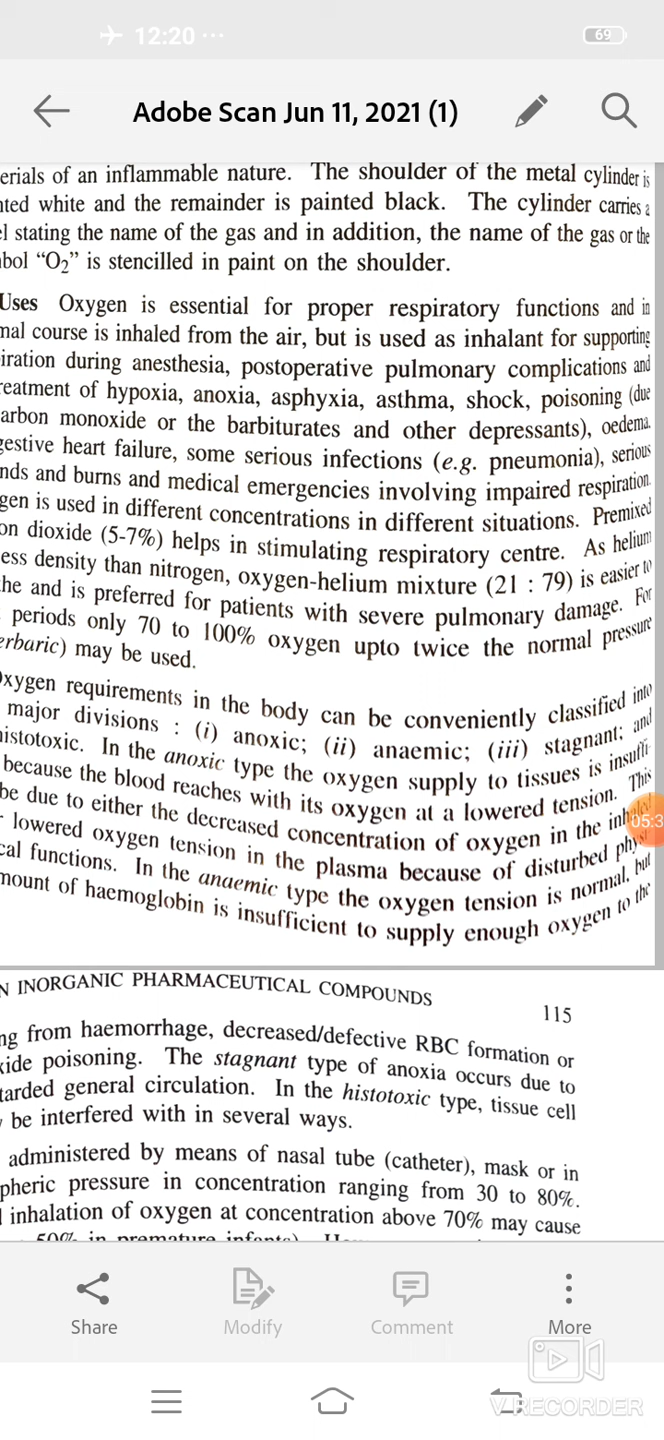 12:20 ...
69
Adobe Scan Jun 11, 2021 (1)
erials of an inflammable nature. The shoulder of the metal cylinder is
nted white and the remainder is painted black. The cylinder carries a
el stating the name of the gas and in addition, the name of the gas or the
bol “O2” is stencilled in paint on the shoulder.
Uses Oxygen is essential for proper respiratory functions and in
mal course is inhaled from the air, but is used as inhalant for supporting
iration during anesthesia, postoperative pulmonary complications and
reatment of hypoxia, anoxia, asphyxia, asthma, shock, poisoning (due
arbon monoxide or the barbiturates and other depressants), oedema.
gestive heart failure, some serious infections (e.g. pneumonia), serious
nds and burns and medical emergencies involving impaired respiration.
gen is used in different concentrations in different situations. Premixed
on dioxide (5-7%) helps in stimulating respiratory centre. As helium
ess density than nitrogen, oxygen-helium mixture (21 : 79) is easier to
he and is preferred for patients with severe pulmonary damage. For
periods only 70 to 100% oxygen upto twice the normal pressure
erbaric) may be used.
Oxygen requirements in the body can be conveniently classified into
major divisions : (i) anoxic; (ii) anaemic; (iii) stagnant; and
histotoxic. In the anoxic type the oxygen supply to tissues is insuffi-
because the blood reaches with its oxygen at a lowered tension. This
be due to either the decreased concentration of oxygen in the inhaled
r lowered oxygen tension in the plasma because of disturbed phy
cal functions. In the anaemic type the oxygen tension is normal, but
mount of haemoglobin is insufficient to supply enough oxygen to the
05:3
N INORGANIC PHARMACEUTICAL COMPOUNDS
115
ng from haemorrhage, decreased/defective RBC formation or
xide poisoning. The stagnant type of anoxia occurs due to
tarded general circulation. In the histotoxic type, tissue cell
y be interfered with in several ways.
administered by means of nasal tube (catheter), mask or in
pheric pressure in concentration ranging from 30 to 80%.
l inhalation of oxygen at concentration above 70% may cause
50% in premature infants).
Share
Modify
Comment
More
V RECORDER